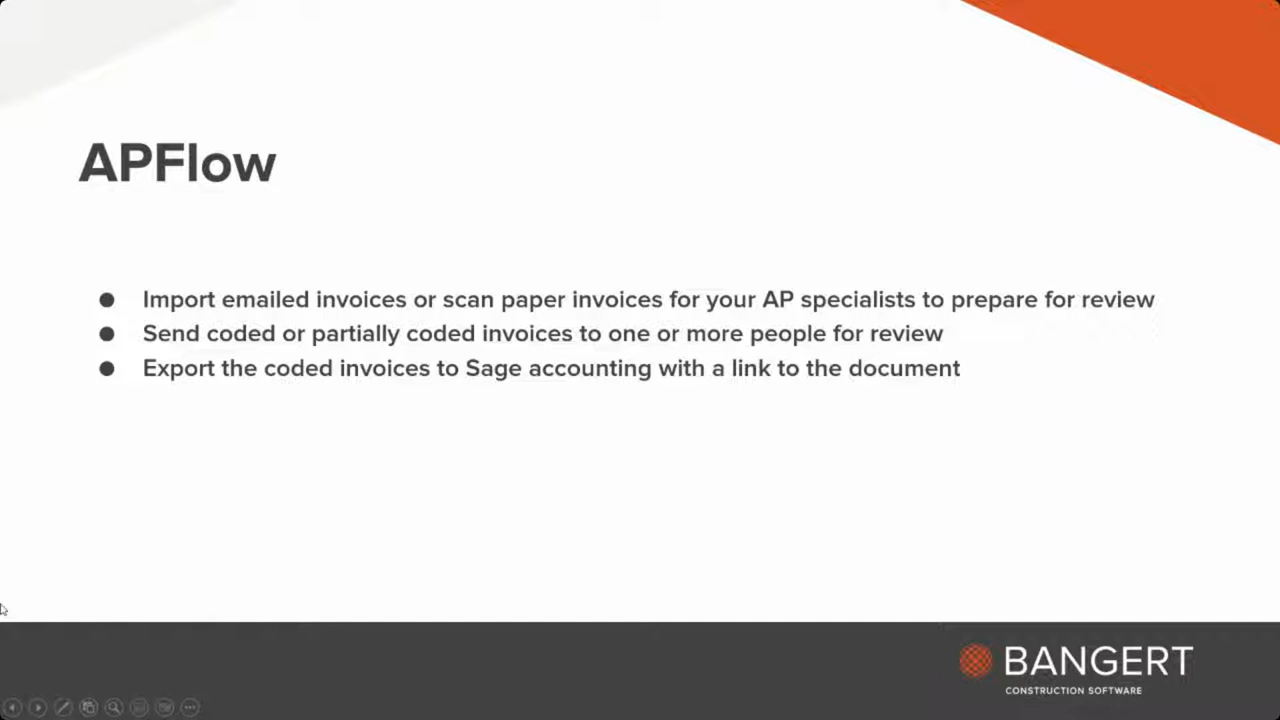 APFlow
● Import emailed invoices or scan paper invoices for your AP specialists to prepare for review
● Send coded or partially coded invoices to one or more people for review
● Export the coded invoices to Sage accounting with a link to the document
BANGERT
CONSTRUCTION SOFTWARE